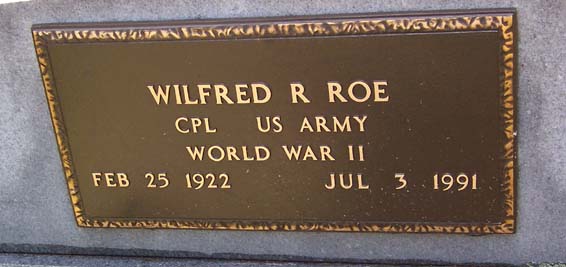 WILFRED R ROE
CPL US ARMY
WORLD WAR II
FEB 25 1922 JUL 3 1991